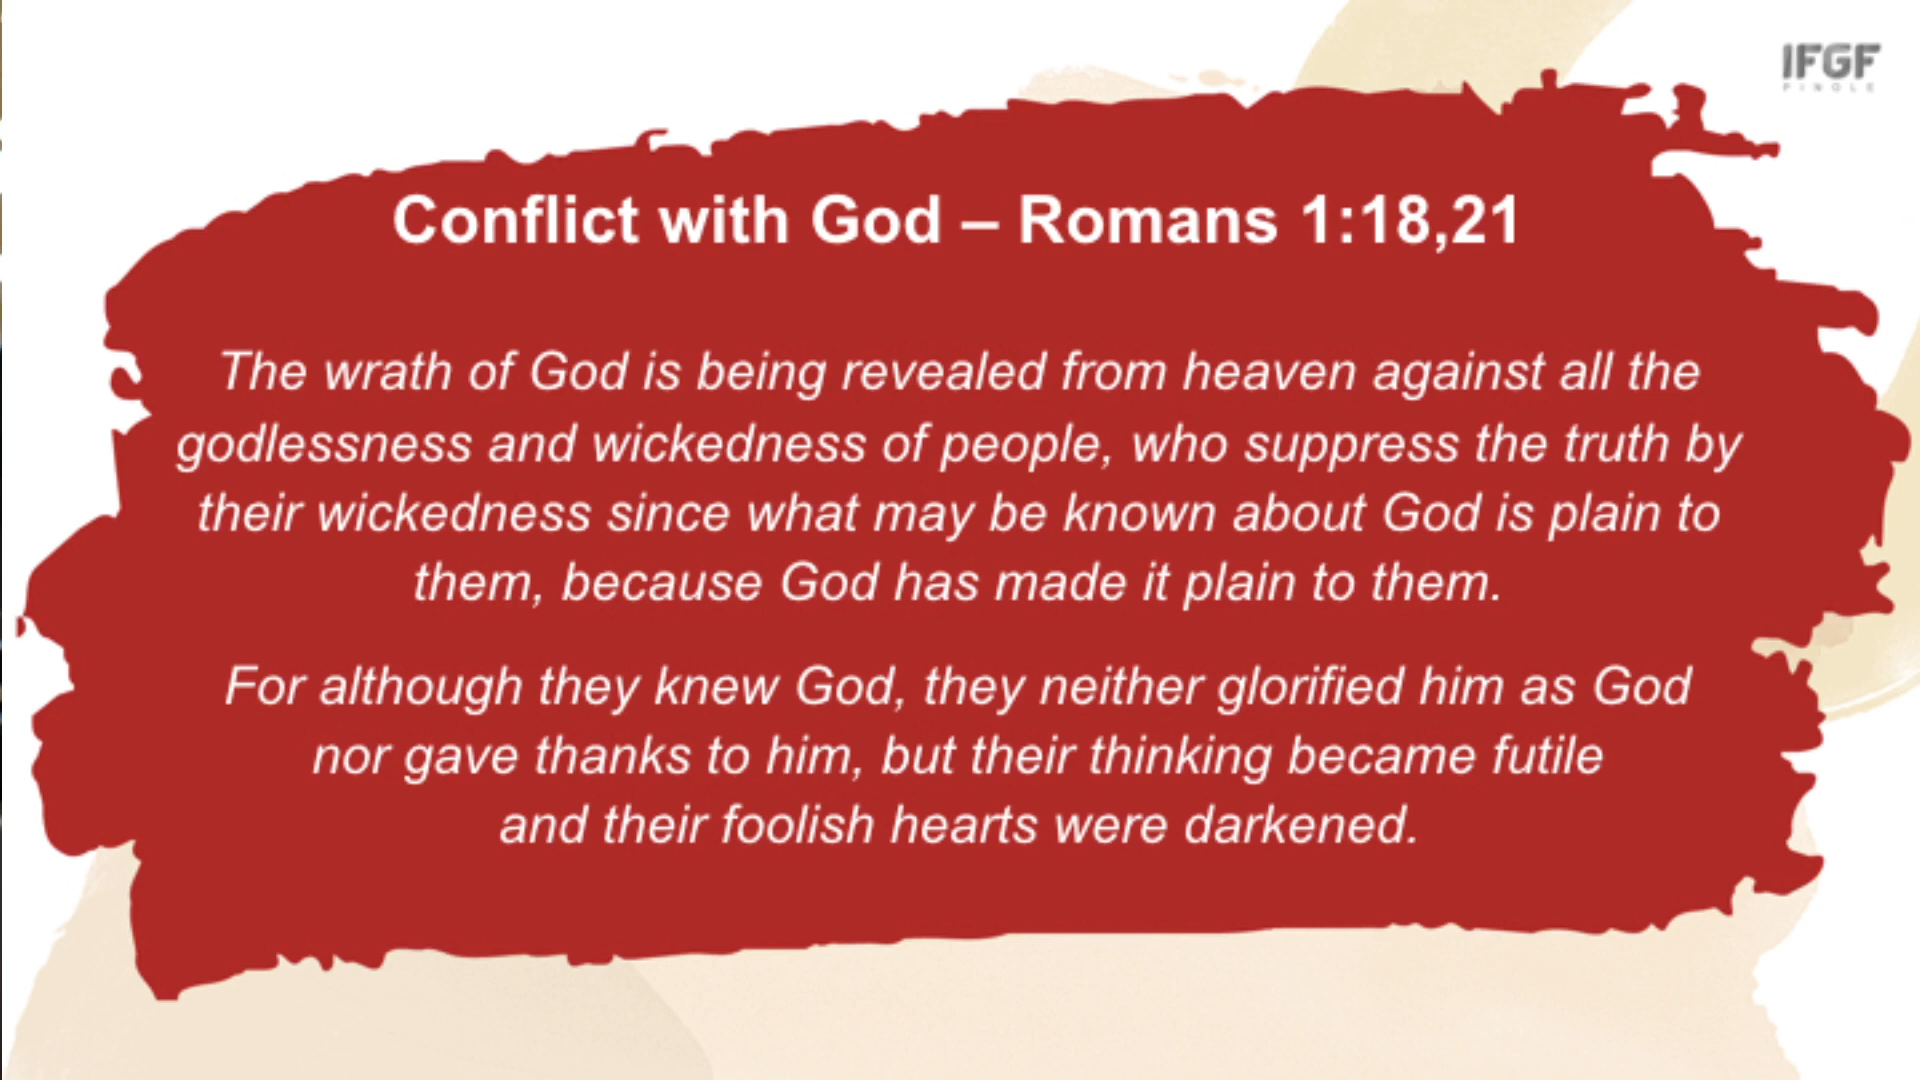 IFGF
PINOLE
Conflict with God – Romans 1:18,21
The wrath of God is being revealed from heaven against all the
godlessness and wickedness of people, who suppress the truth by
their wickedness since what may be known about God is plain to
them, because God has made it plain to them.
For although they knew God, they neither glorified him as God
nor gave thanks to him, but their thinking became futile
and their foolish hearts were darkened.